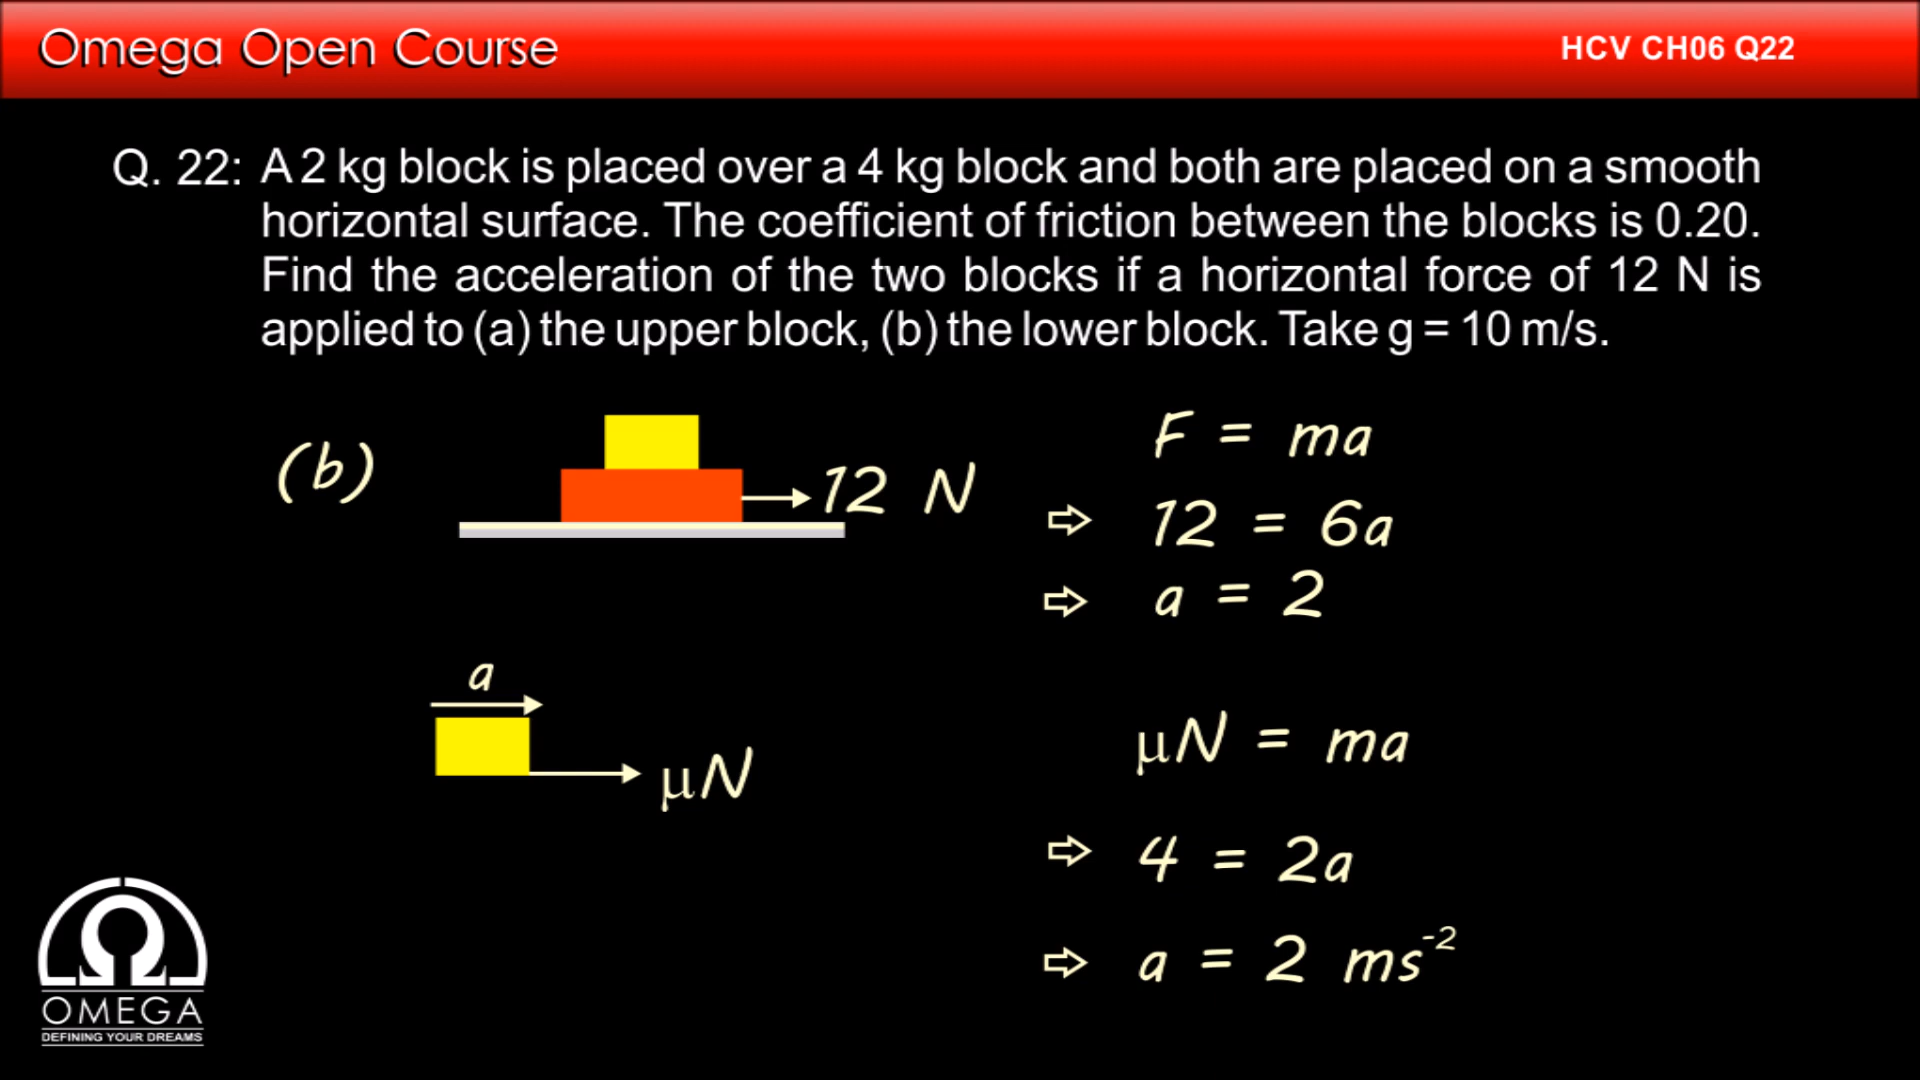 Omega Open Course
HCV CH06 Q22
Q. 22: A 2 kg block is placed over a 4 kg block and both are placed on a smooth
horizontal surface. The coefficient of friction between the blocks is 0.20.
Find the acceleration of the two blocks if a horizontal force of 12 N is
applied to (a) the upper block, (b) the lower block. Take g = 10 m/s.
(b)
12 N
F = ma
⇨ 12 = 6a
⇨ a = 2
a
μN
μN = ma
⇨ 4 = 2a
⇨ a = 2 ms⁻²
OMEGA
DEFINING YOUR DREAMS